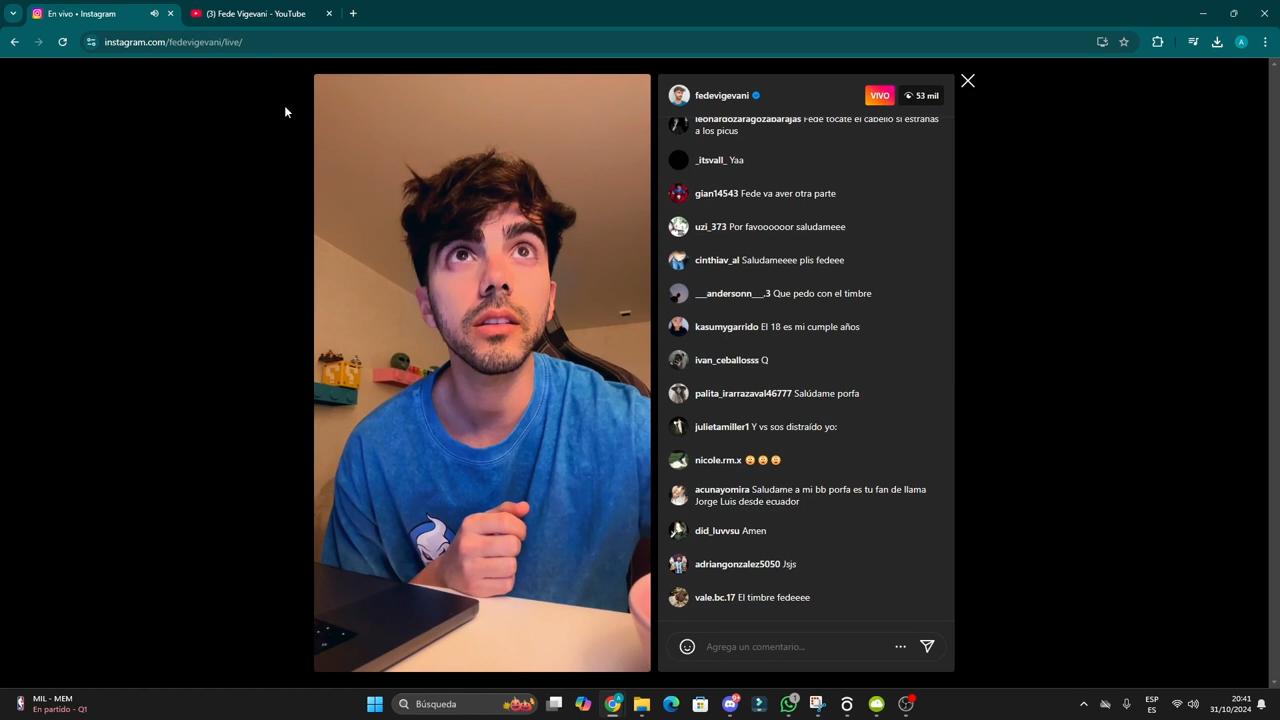 En vivo • Instagram
(3) Fede Vigevani - YouTube
instagram.com/fedevigevani/live/
A
fedevigevani
VIVO
53 mil
leonardozaragozabarajas Fede tocate el cabello si estrañas
a los picus
_itsvall_ Yaa
gian14543 Fede va aver otra parte
uzi_373 Por favoooooor saludameee
cinthiav_al Saludameeee plis fedeee
___andersonn___.3 Que pedo con el timbre
kasumygarrido El 18 es mi cumple años
ivan_ceballosss Q
palita_irarrazaval46777 Salúdame porfa
julietamiller1 Y vs sos distraído yo:
nicole.rm.x
acunayomira Saludame a mi bb porfa es tu fan de llama
Jorge Luis desde ecuador
did_luvvsu Amen
adriangonzalez5050 Jsjs
vale.bc.17 El timbre fedeeee
Agrega un comentario...
MIL - MEM
En partido - Q1
Búsqueda
A
9+
1
ESP
ES
20:41
31/10/2024